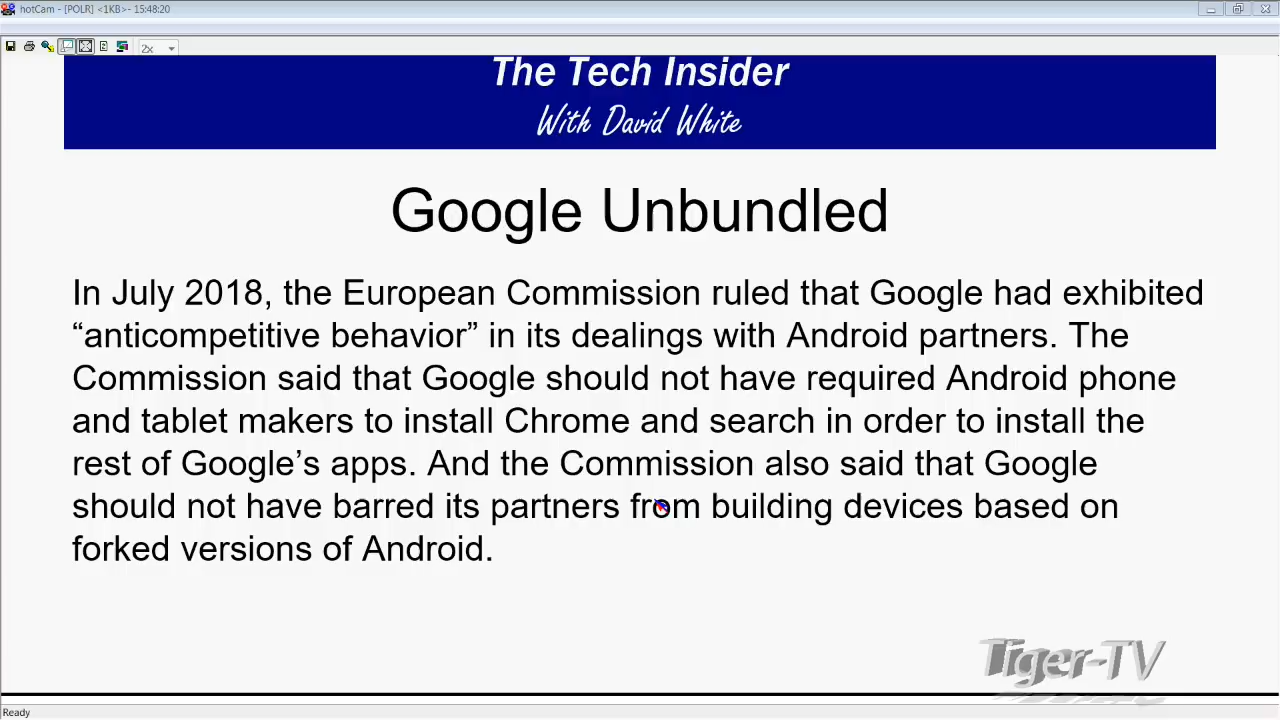 hotCam - [POLR] <1KB>- 15:48:20
2x
The Tech Insider
With David White
Google Unbundled
In July 2018, the European Commission ruled that Google had exhibited
“anticompetitive behavior” in its dealings with Android partners. The
Commission said that Google should not have required Android phone
and tablet makers to install Chrome and search in order to install the
rest of Google’s apps. And the Commission also said that Google
should not have barred its partners from building devices based on
forked versions of Android.
Tiger-TV
Ready